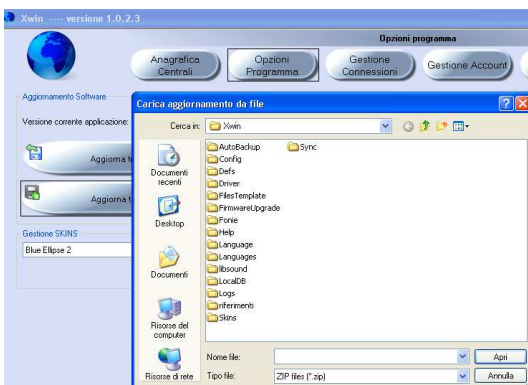 Xwin ---- versione 1.0.2.3
Opzioni programma
Anagrafica Centrali
Opzioni Programma
Gestione Connessioni
Gestione Account
Aggiornamento Software
Versione corrente applicazione:
Aggiorna
Aggiorna
Gestione SKINS
Blue Ellipse 2
Carica aggiornamento da file
Cerca in:
Xwin
Documenti recenti
Desktop
Documenti
Risorse del computer
Risorse di rete
AutoBackup
Config
Defs
Driver
FilesTemplate
FirmwareUpgrade
Fonie
Help
Language
Languages
libsound
LocalDB
Logs
riferimenti
Skins
Sync
Nome file:
Apri
Tipo file:
ZIP files (*.zip)
Annulla